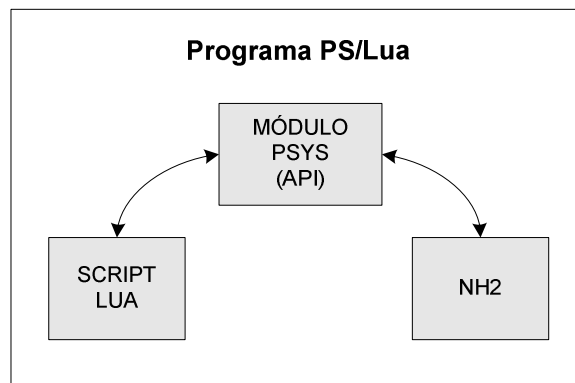 Programa PS/Lua
MÓDULO
PSYS
(API)
SCRIPT
LUA
NH2